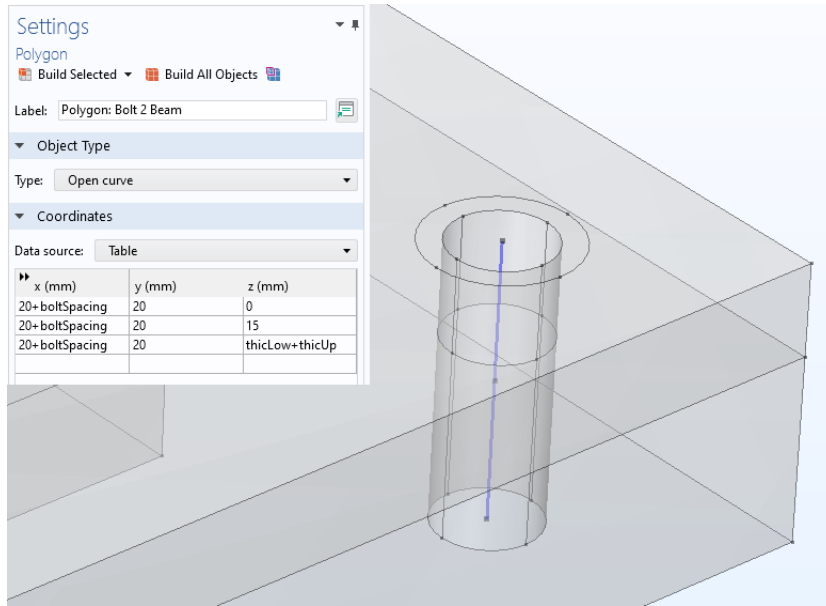 Settings
Polygon
Build Selected Build All Objects
Label: Polygon: Bolt 2 Beam
Object Type
Type: Open curve
Coordinates
Data source: Table
x (mm) y (mm) z (mm)
20+boltSpacing 20 0
20+boltSpacing 20 15
20+boltSpacing 20 thicLow+thicUp